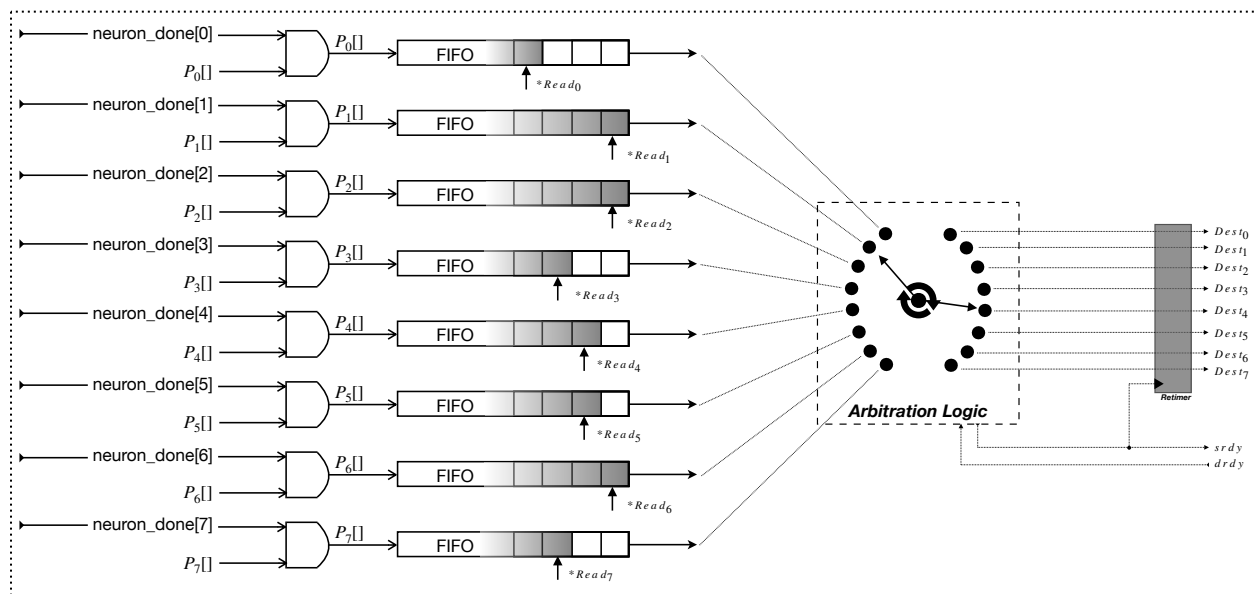 neuron_done[0]
P0[]
P0[]
FIFO
*Read0
neuron_done[1]
P1[]
P1[]
FIFO
*Read1
neuron_done[2]
P2[]
P2[]
FIFO
*Read2
neuron_done[3]
P3[]
P3[]
FIFO
*Read3
neuron_done[4]
P4[]
P4[]
FIFO
*Read4
neuron_done[5]
P5[]
P5[]
FIFO
*Read5
neuron_done[6]
P6[]
P6[]
FIFO
*Read6
neuron_done[7]
P7[]
P7[]
FIFO
*Read7
Arbitration Logic
Dest0
Dest1
Dest2
Dest3
Dest4
Dest5
Dest6
Dest7
Retimer
srdy
drdy